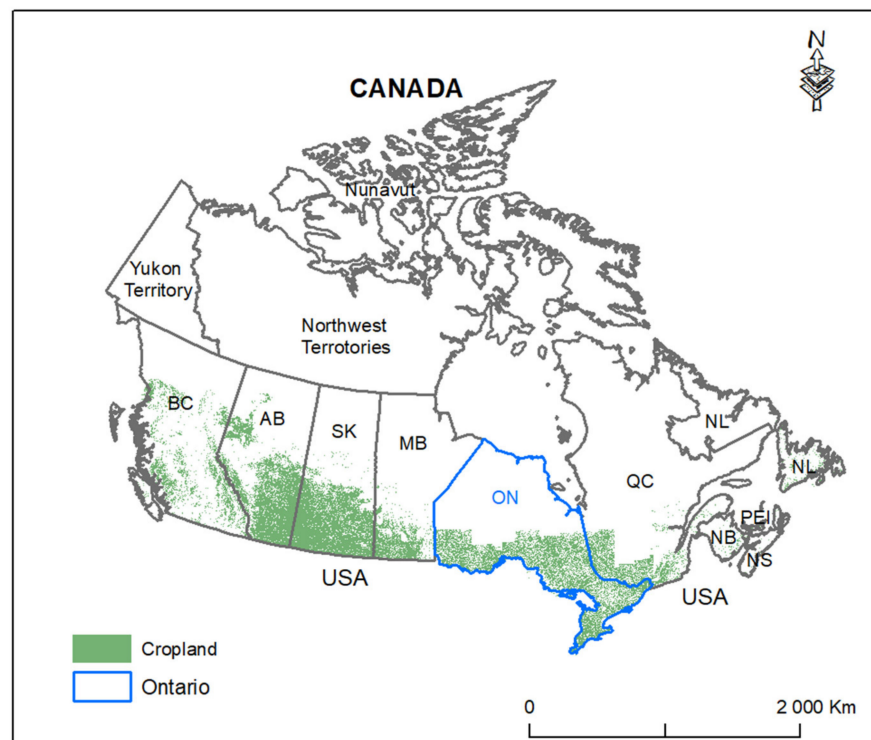 N
CANADA
Nunavut
Yukon
Territory
Northwest
Terrotories
BC
AB
SK
MB
ON
QC
NL
NL
PEI
NB
NS
USA
USA
Cropland
Ontario
0
2 000 Km